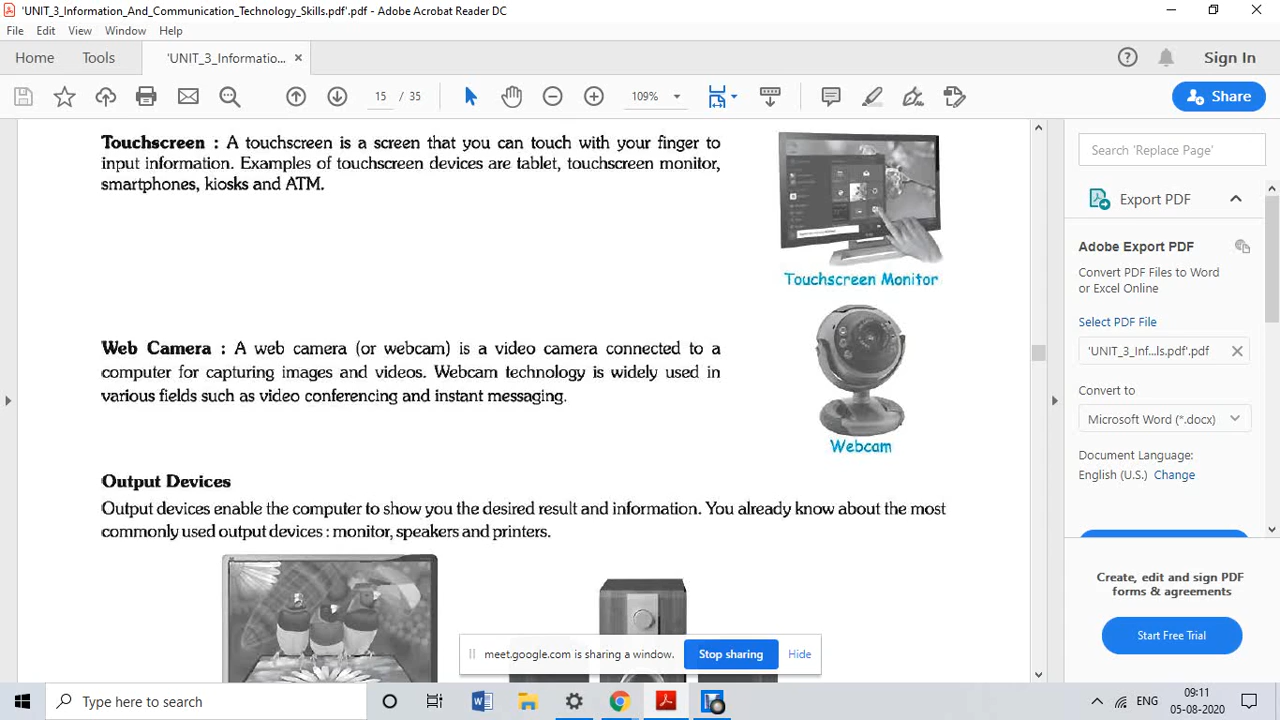 'UNIT_3_Information_And_Communication_Technology_Skills.pdf'.pdf - Adobe Acrobat Reader DC
File Edit View Window Help
Home Tools 'UNIT_3_Informatio... ×
Sign In
15 / 35
109%
Share
Touchscreen : A touchscreen is a screen that you can touch with your finger to
input information. Examples of touchscreen devices are tablet, touchscreen monitor,
smartphones, kiosks and ATM.
Touchscreen Monitor
Web Camera : A web camera (or webcam) is a video camera connected to a
computer for capturing images and videos. Webcam technology is widely used in
various fields such as video conferencing and instant messaging.
Webcam
Output Devices
Output devices enable the computer to show you the desired result and information. You already know about the most
commonly used output devices : monitor, speakers and printers.
Search 'Replace Page'
Export PDF
Adobe Export PDF
Convert PDF Files to Word
or Excel Online
Select PDF File
'UNIT_3_Inf...ls.pdf'.pdf
Convert to
Microsoft Word (*.docx)
Document Language:
English (U.S.) Change
Create, edit and sign PDF
forms & agreements
Start Free Trial
meet.google.com is sharing a window. Stop sharing Hide
Type here to search
ENG
09:11
05-08-2020